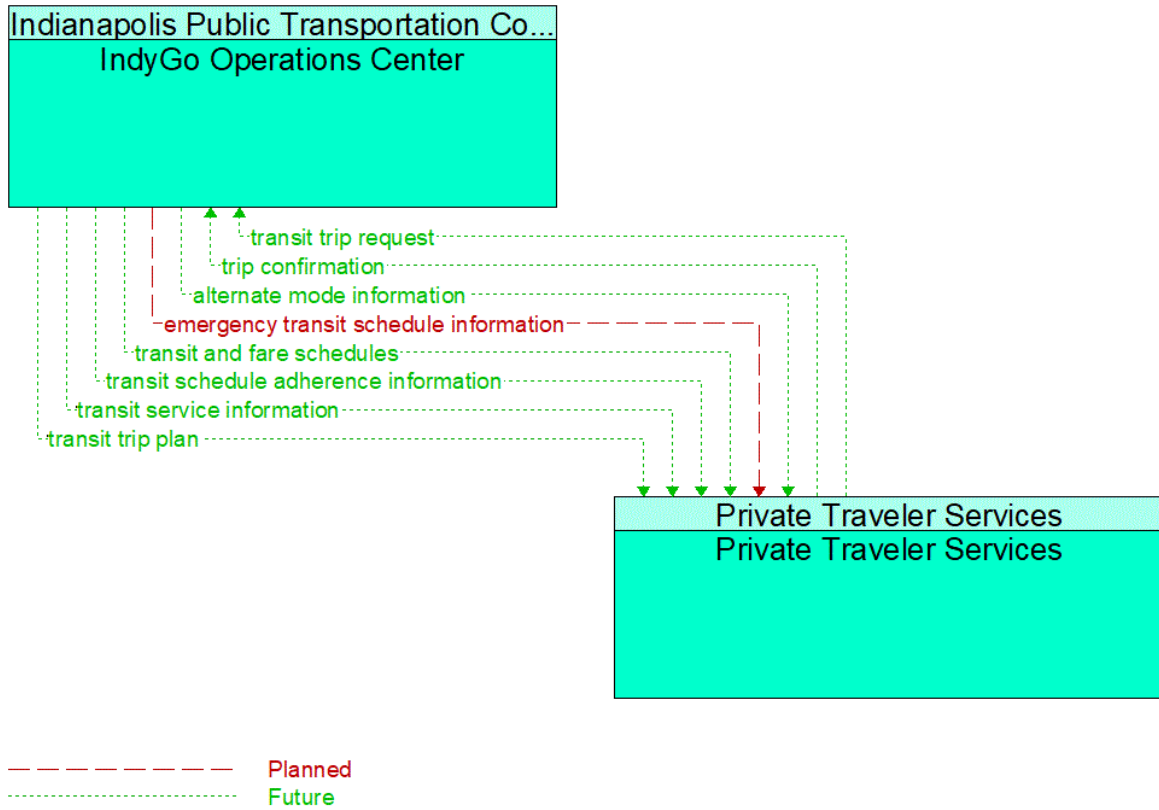 Indianapolis Public Transportation Co...
IndyGo Operations Center
transit trip request
trip confirmation
alternate mode information
emergency transit schedule information
transit and fare schedules
transit schedule adherence information
transit service information
transit trip plan
Private Traveler Services
Private Traveler Services
Planned
Future